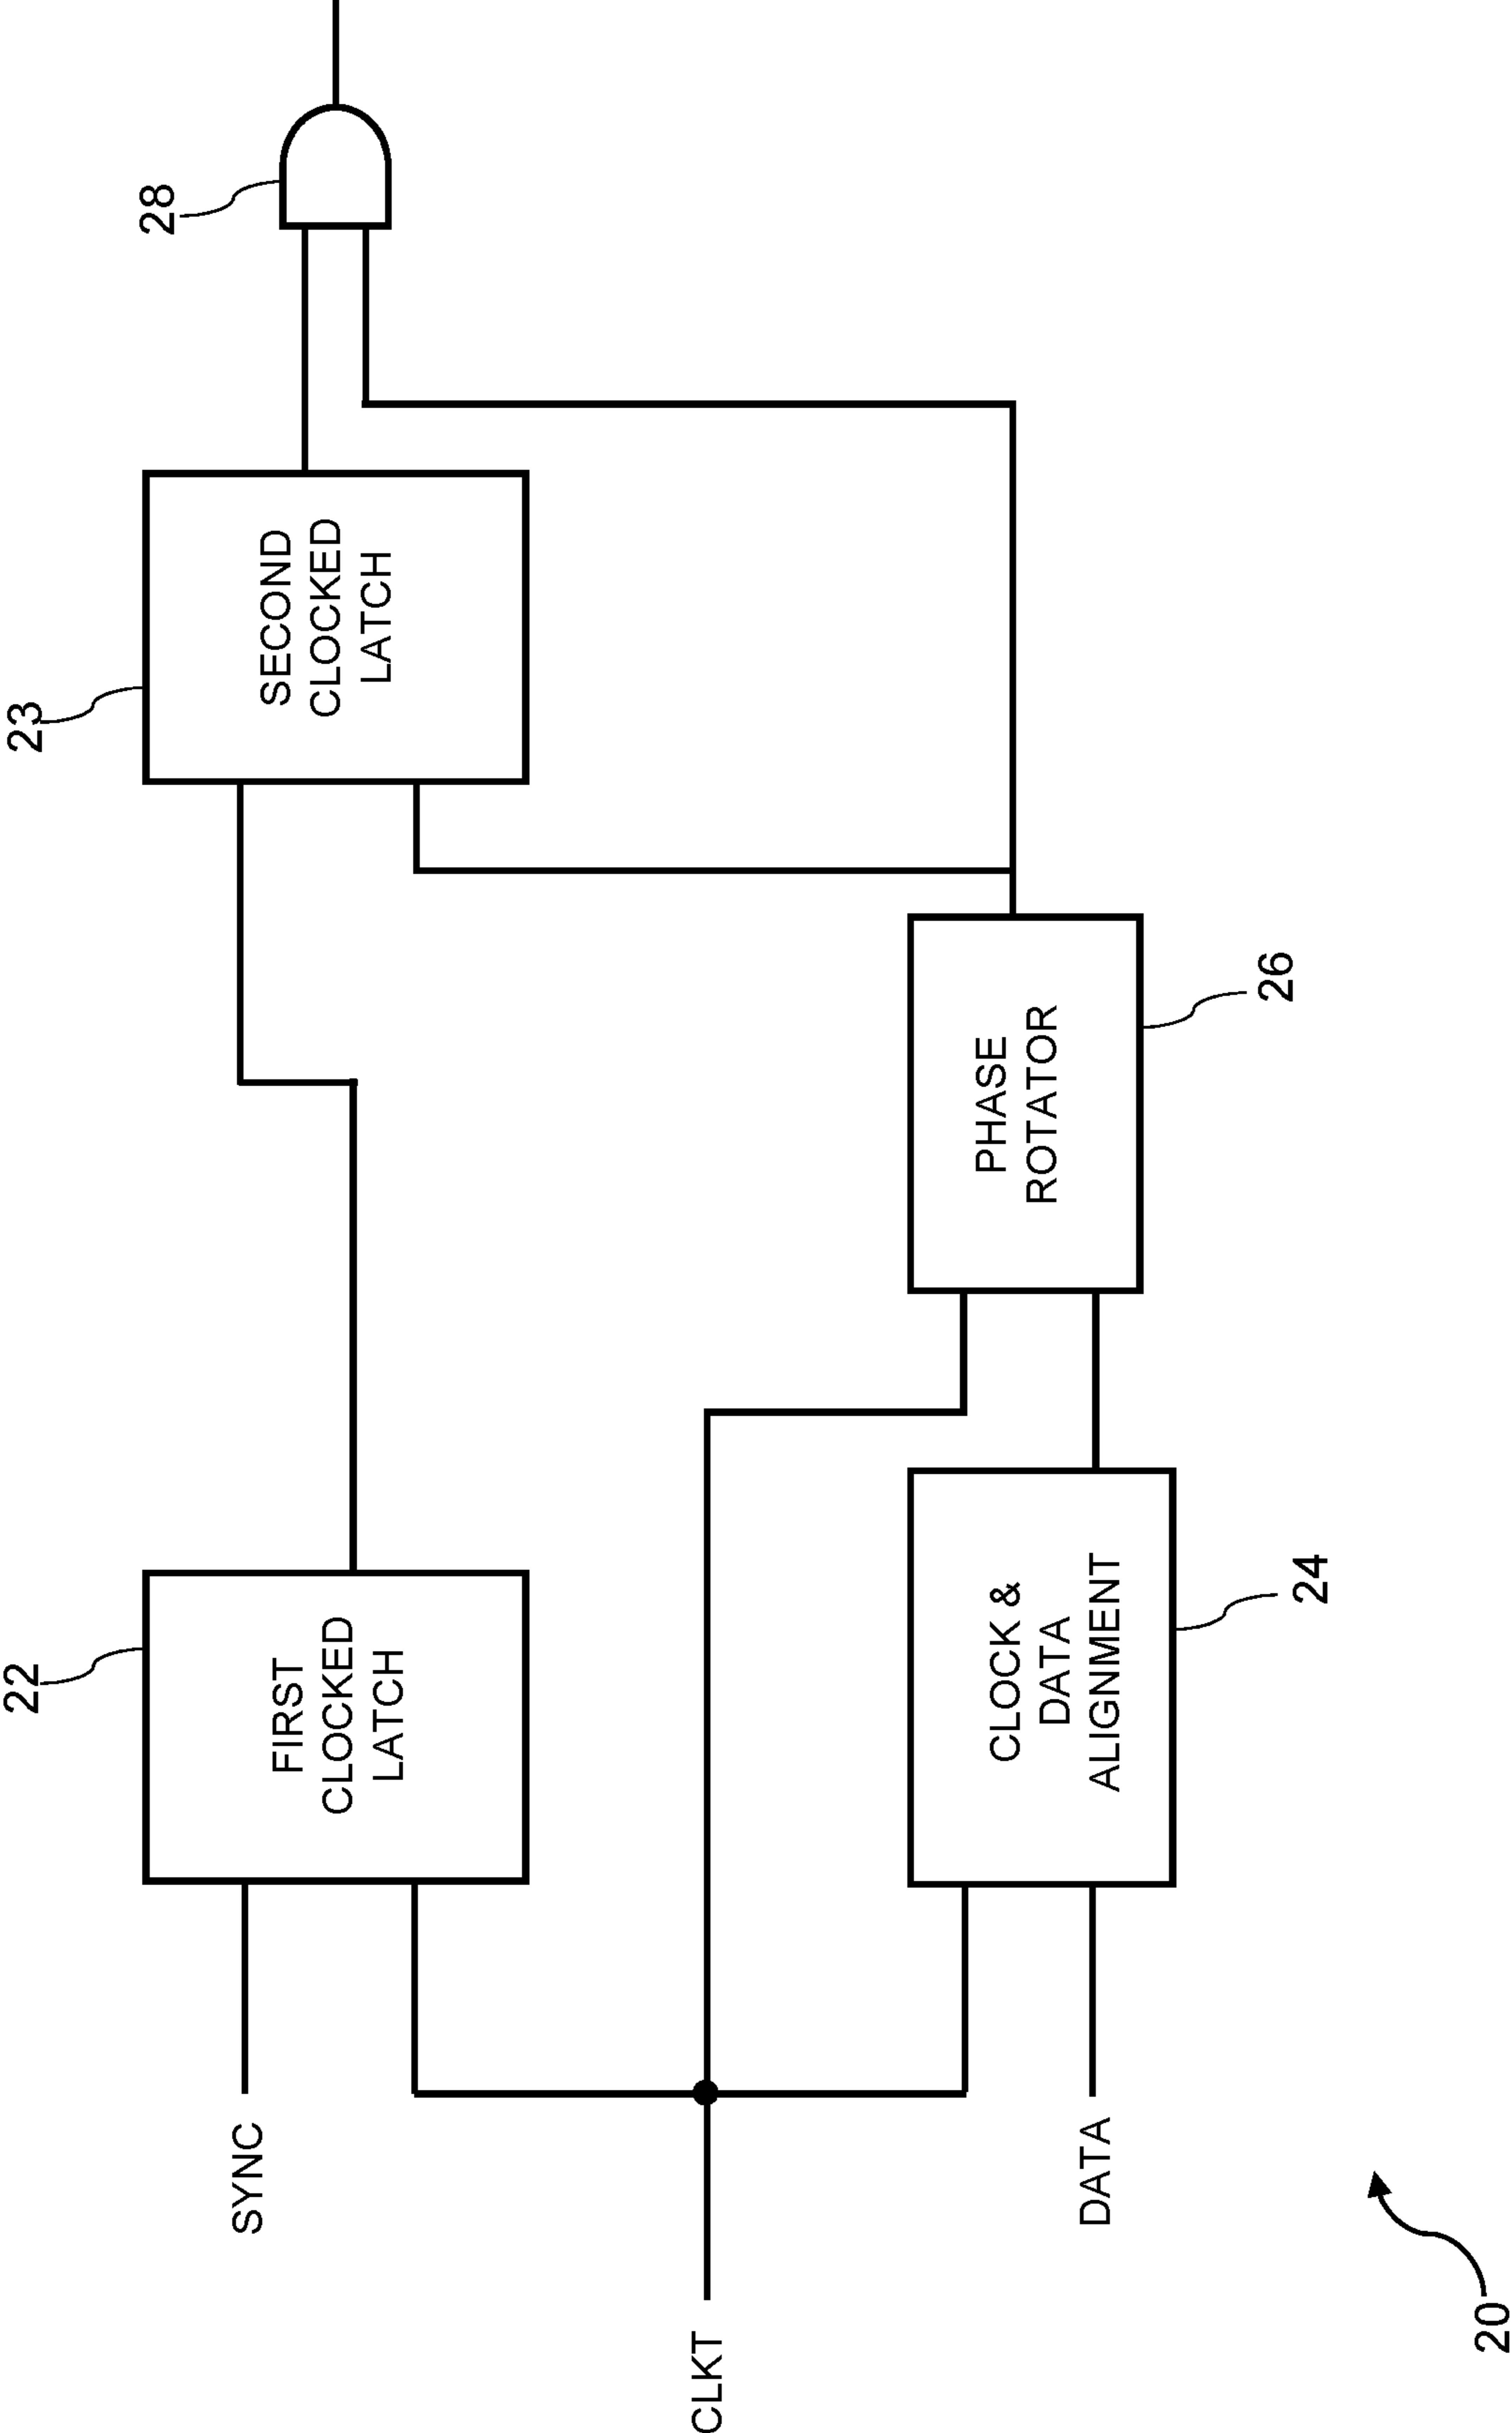 22
FIRST
CLOCKED
LATCH
23
SECOND
CLOCKED
LATCH
28
SYNC
CLKT
DATA
CLOCK &
DATA
ALIGNMENT
24
PHASE
ROTATOR
26
20